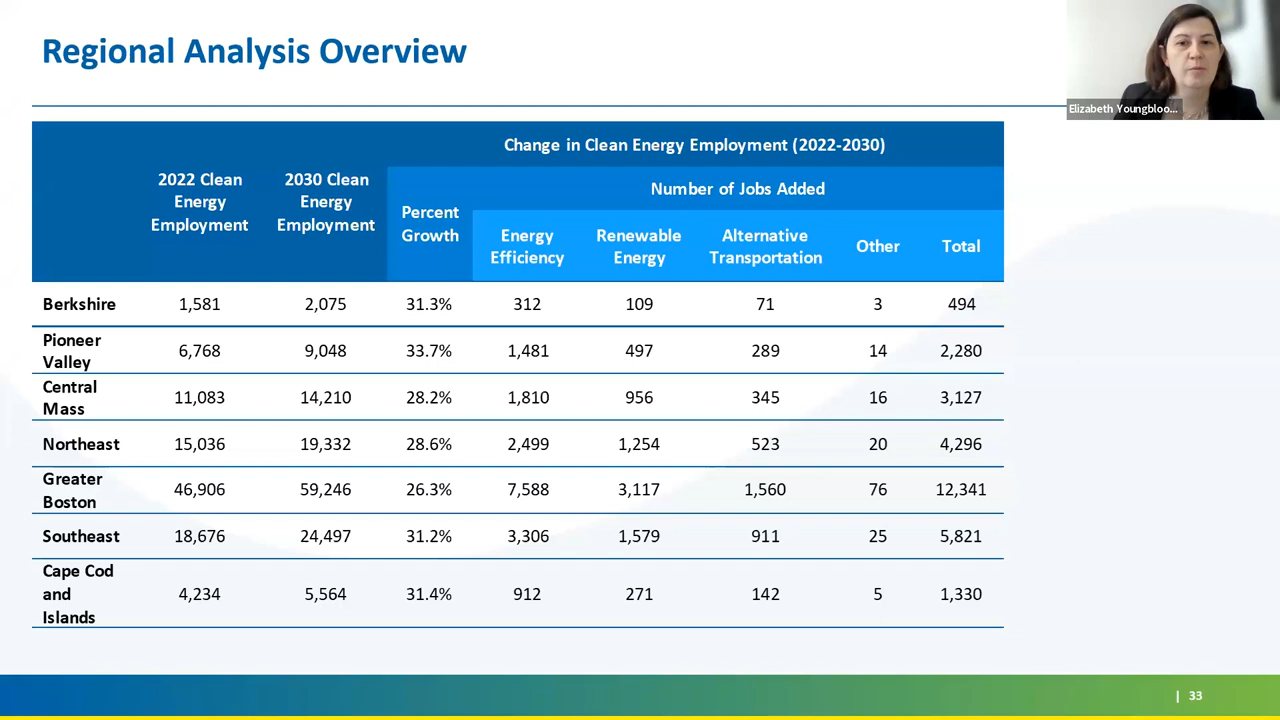 Regional Analysis Overview
Elizabeth Youngbloo...
Change in Clean Energy Employment (2022-2030)
2022 Clean
Energy
Employment
2030 Clean
Energy
Employment
Percent
Growth
Number of Jobs Added
Energy
Efficiency
Renewable
Energy
Alternative
Transportation
Other
Total
Berkshire 1,581 2,075 31.3% 312 109 71 3 494
Pioneer
Valley 6,768 9,048 33.7% 1,481 497 289 14 2,280
Central
Mass 11,083 14,210 28.2% 1,810 956 345 16 3,127
Northeast 15,036 19,332 28.6% 2,499 1,254 523 20 4,296
Greater
Boston 46,906 59,246 26.3% 7,588 3,117 1,560 76 12,341
Southeast 18,676 24,497 31.2% 3,306 1,579 911 25 5,821
Cape Cod
and 4,234 5,564 31.4% 912 271 142 5 1,330
Islands
| 33